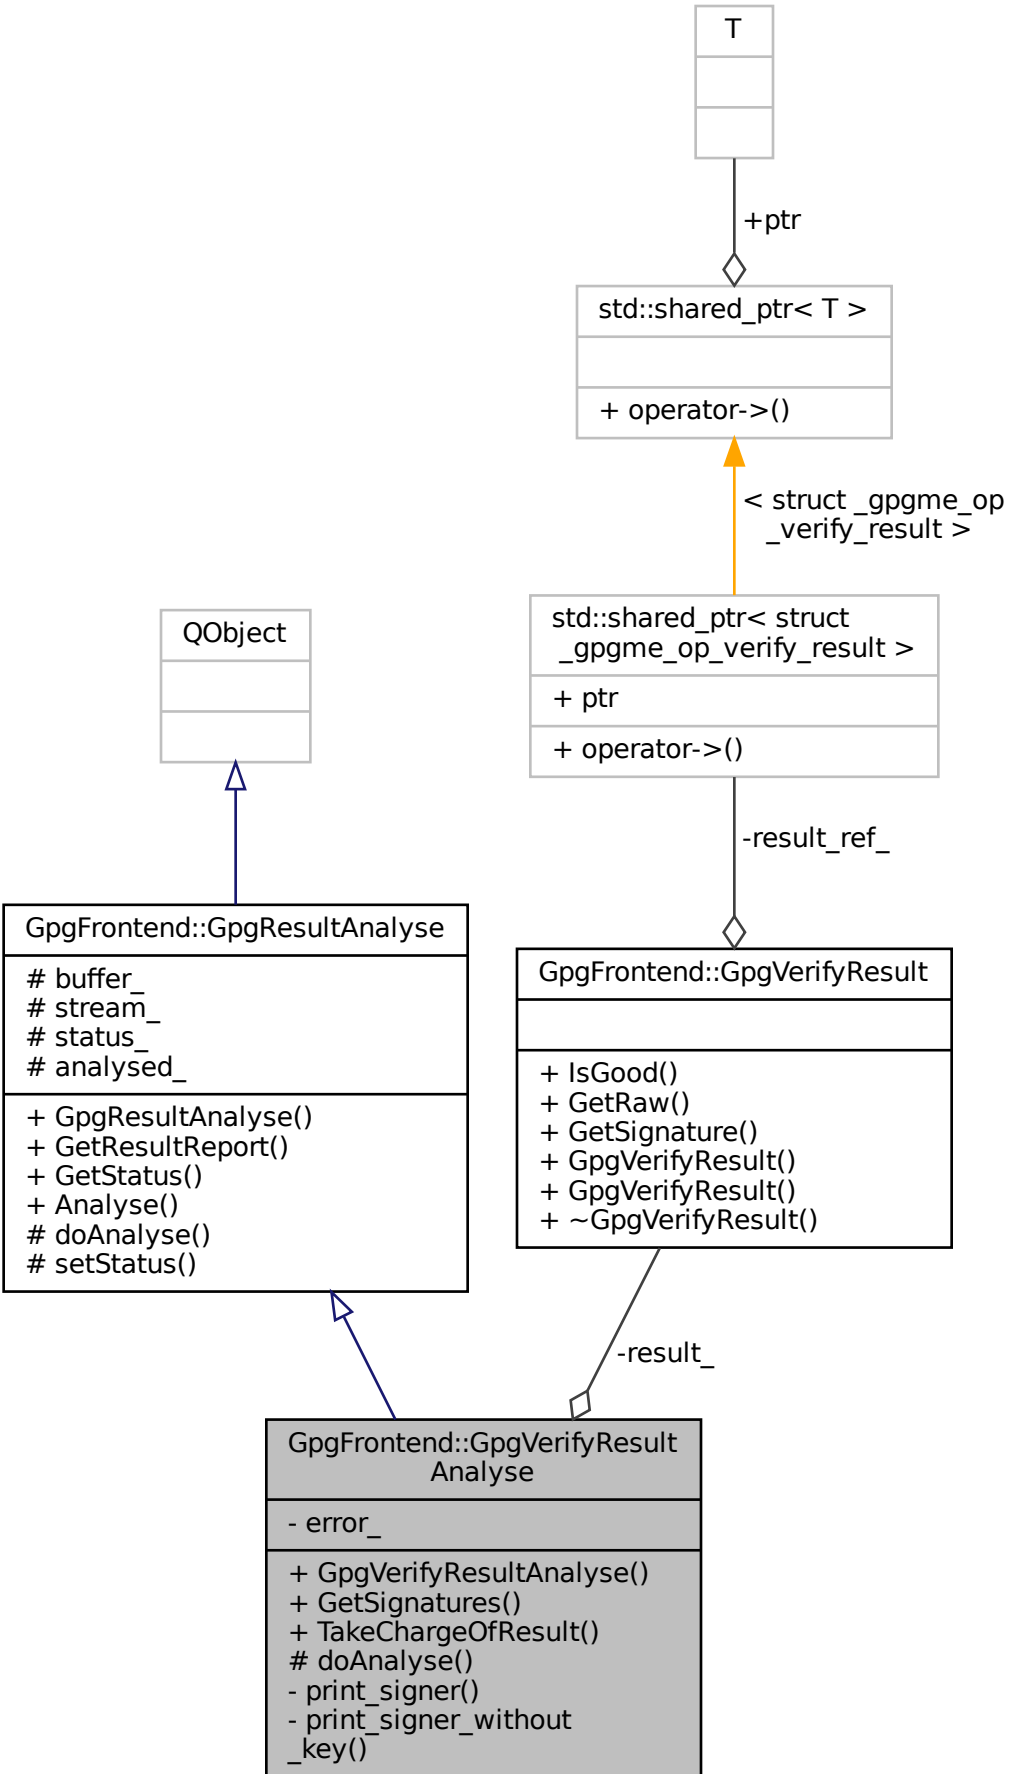 T
+ptr
std::shared_ptr< T >
+ operator->()
< struct _gpgme_op
_verify_result >
std::shared_ptr< struct
_gpgme_op_verify_result >
+ ptr
+ operator->()
QObject
-result_ref_
GpgFrontend::GpgResultAnalyse
# buffer_
# stream_
# status_
# analysed_
+ GpgResultAnalyse()
+ GetResultReport()
+ GetStatus()
+ Analyse()
# doAnalyse()
# setStatus()
GpgFrontend::GpgVerifyResult
+ IsGood()
+ GetRaw()
+ GetSignature()
+ GpgVerifyResult()
+ GpgVerifyResult()
+ ~GpgVerifyResult()
-result_
GpgFrontend::GpgVerifyResult
Analyse
- error_
+ GpgVerifyResultAnalyse()
+ GetSignatures()
+ TakeChargeOfResult()
# doAnalyse()
- print_signer()
- print_signer_without
_key()